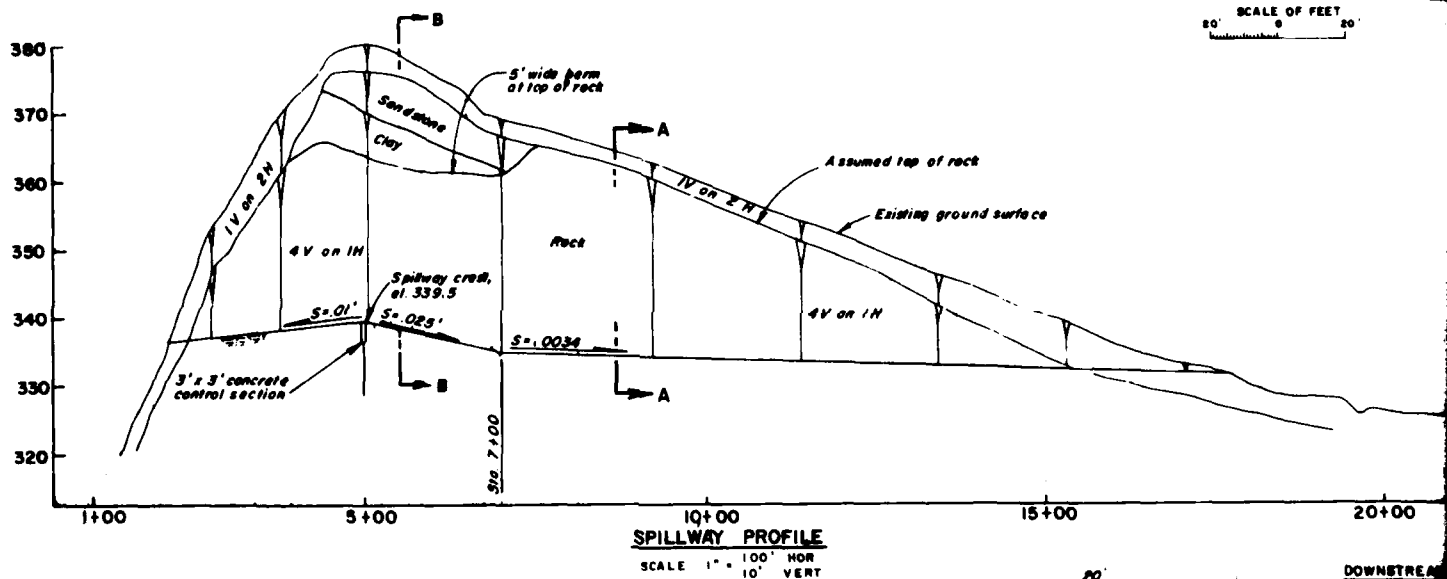 SCALE OF FEET
20' 0 20'
B
380
5' wide berm
at top of rock
370
Sandstone
A
Clay
Assumed top of rock
1V on 2H
1V on 2H
360
Existing ground surface
350
4V on 1H
Rock
Spillway crest,
el. 339.5
4V on 1H
340
S=.01'
S=.025'
S=.0034
3' x 3' concrete
control section
B
A
330
320
Sta. 7+00
1+00
5+00
10+00
15+00
20+00
SPILLWAY PROFILE
SCALE 1" = 100' HOR
10' VERT
20'
DOWNSTREA